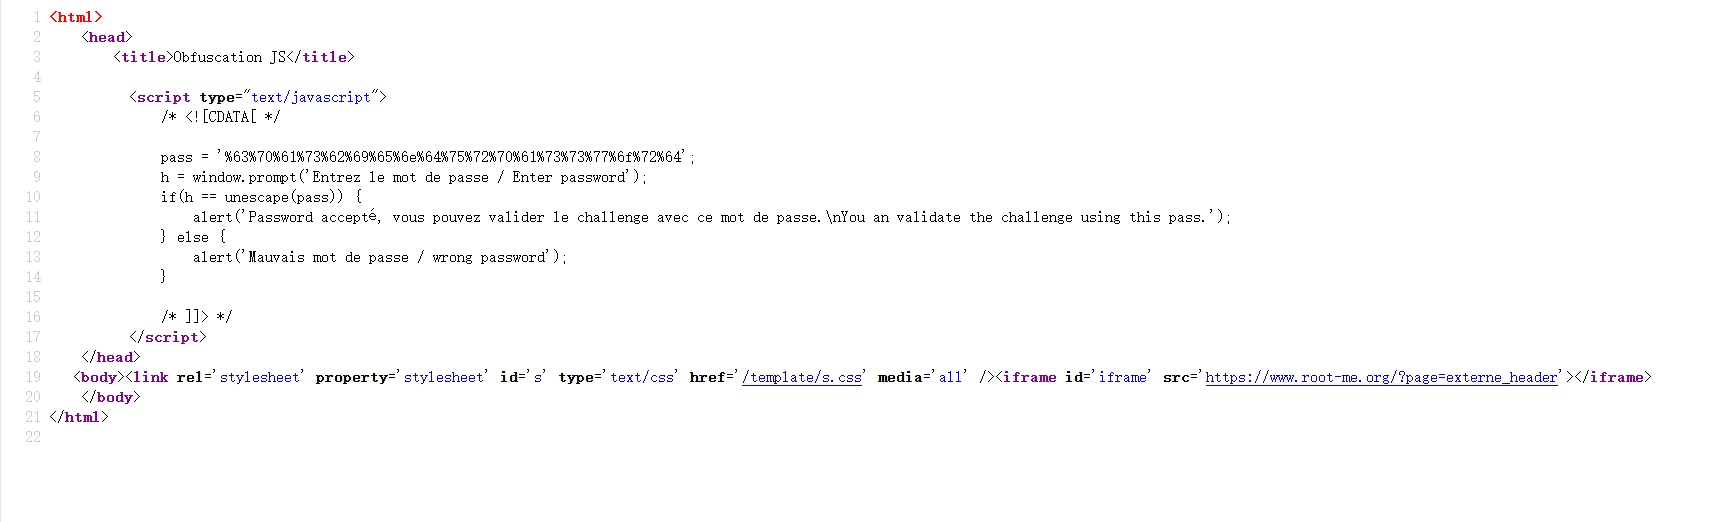 1 <html>
2 <head>
3 <title>Obfuscation JS</title>
4
5 <script type="text/javascript">
6 /* <![CDATA[ */
7
8 pass = '%63%70%61%73%62%69%65%6e%64%75%72%70%61%73%73%77%6f%72%64';
9 h = window.prompt('Entrez le mot de passe / Enter password');
10 if(h == unescape(pass)) {
11 alert('Password accepté, vous pouvez valider le challenge avec ce mot de passe.\nYou an validate the challenge using this pass.');
12 } else {
13 alert('Mauvais mot de passe / wrong password');
14 }
15
16 /* ]]> */
17 </script>
18 </head>
19 <body><link rel='stylesheet' property='stylesheet' id='s' type='text/css' href='/template/s.css' media='all' /><iframe id='iframe' src='https://www.root-me.org/?page=externe_header'></iframe>
20 </body>
21 </html>
22